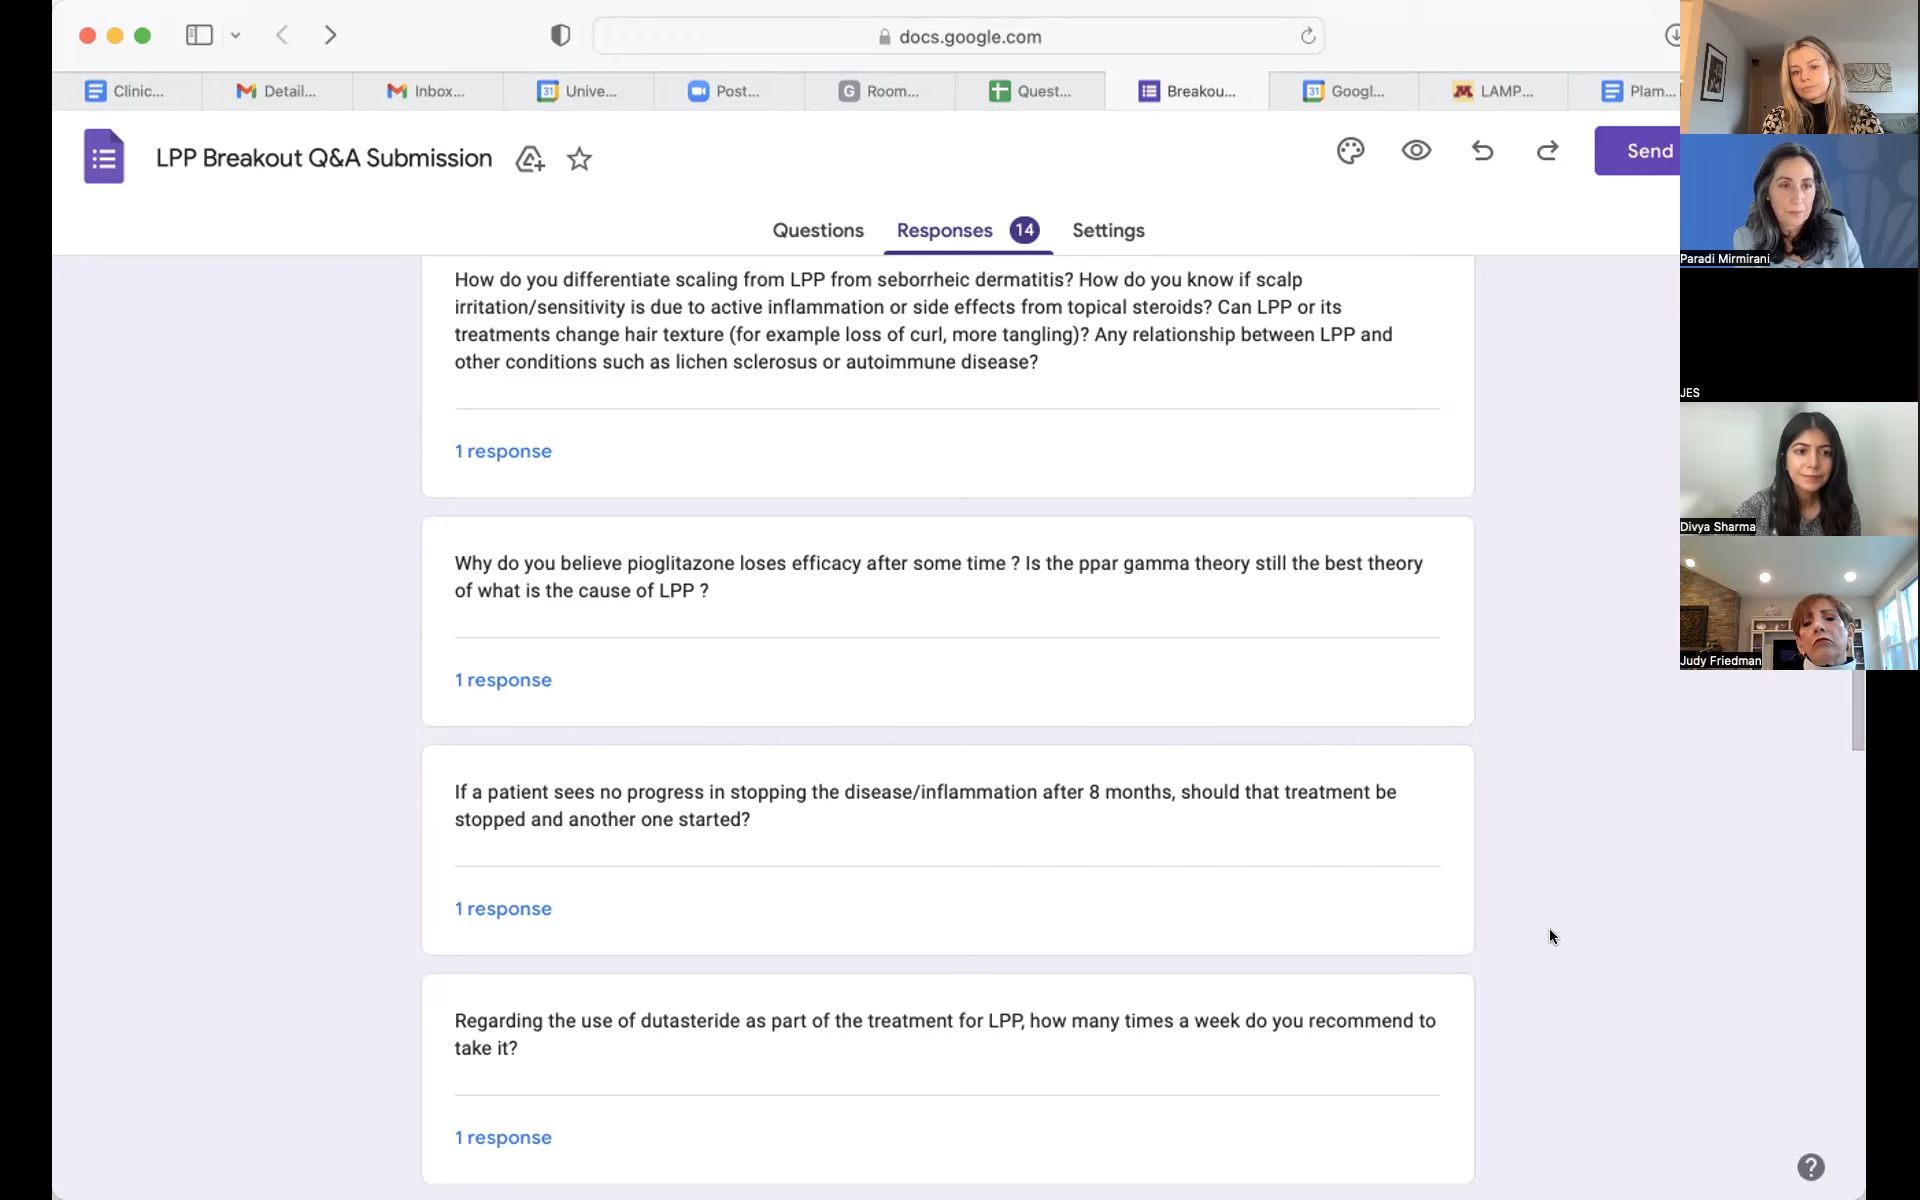 docs.google.com
Clinic...
Detail...
Inbox...
31 Unive...
Post...
G Room...
Quest...
Breakou...
31 Googl...
M LAMP...
Plam...
LPP Breakout Q&A Submission
Send
Questions
Responses 14
Settings
How do you differentiate scaling from LPP from seborrheic dermatitis? How do you know if scalp
irritation/sensitivity is due to active inflammation or side effects from topical steroids? Can LPP or its
treatments change hair texture (for example loss of curl, more tangling)? Any relationship between LPP and
other conditions such as lichen sclerosus or autoimmune disease?
1 response
Why do you believe pioglitazone loses efficacy after some time ? Is the ppar gamma theory still the best theory
of what is the cause of LPP ?
1 response
If a patient sees no progress in stopping the disease/inflammation after 8 months, should that treatment be
stopped and another one started?
1 response
Regarding the use of dutasteride as part of the treatment for LPP, how many times a week do you recommend to
take it?
1 response
Paradi Mirmirani
JES
Divya Sharma
Judy Friedman